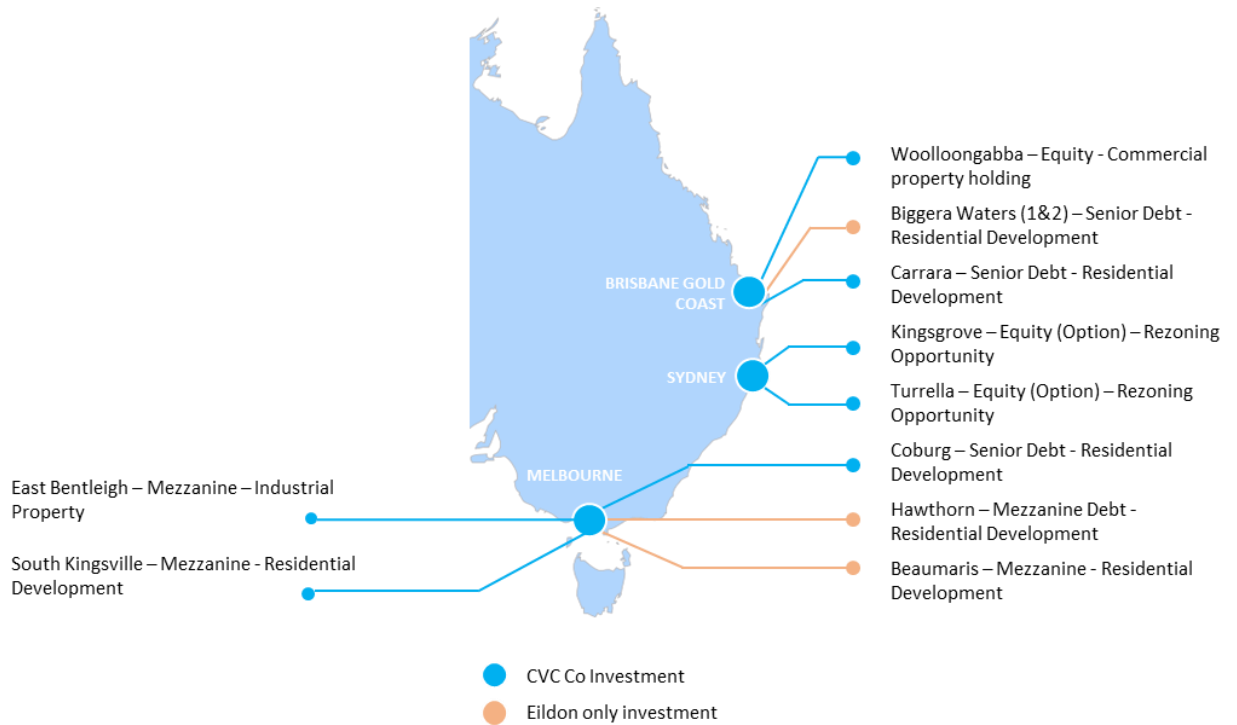 Woolloongabba – Equity - Commercial
property holding
Biggera Waters (1&2) – Senior Debt -
Residential Development
BRISBANE GOLD
COAST
Carrara – Senior Debt - Residential
Development
Kingsgrove – Equity (Option) – Rezoning
Opportunity
SYDNEY
Turrella – Equity (Option) – Rezoning
Opportunity
MELBOURNE
Coburg – Senior Debt - Residential
Development
East Bentleigh – Mezzanine – Industrial
Property
Hawthorn – Mezzanine Debt -
Residential Development
South Kingsville – Mezzanine - Residential
Development
Beaumaris – Mezzanine - Residential
Development
CVC Co Investment
Eildon only investment